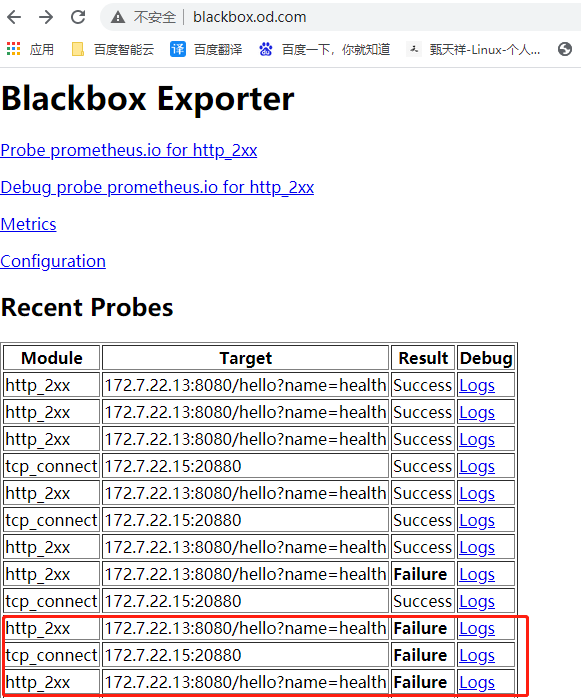 不安全 | blackbox.od.com
应用 百度智能云 译 百度翻译 百度一下，你就知道 甄天祥-Linux-个人...
Blackbox Exporter
Probe prometheus.io for http_2xx
Debug probe prometheus.io for http_2xx
Metrics
Configuration
Recent Probes
Module Target Result Debug
http_2xx 172.7.22.13:8080/hello?name=health Success Logs
http_2xx 172.7.22.13:8080/hello?name=health Success Logs
http_2xx 172.7.22.13:8080/hello?name=health Success Logs
tcp_connect 172.7.22.15:20880 Success Logs
http_2xx 172.7.22.13:8080/hello?name=health Success Logs
tcp_connect 172.7.22.15:20880 Success Logs
http_2xx 172.7.22.13:8080/hello?name=health Success Logs
http_2xx 172.7.22.13:8080/hello?name=health Failure Logs
tcp_connect 172.7.22.15:20880 Success Logs
http_2xx 172.7.22.13:8080/hello?name=health Failure Logs
tcp_connect 172.7.22.15:20880 Failure Logs
http_2xx 172.7.22.13:8080/hello?name=health Failure Logs